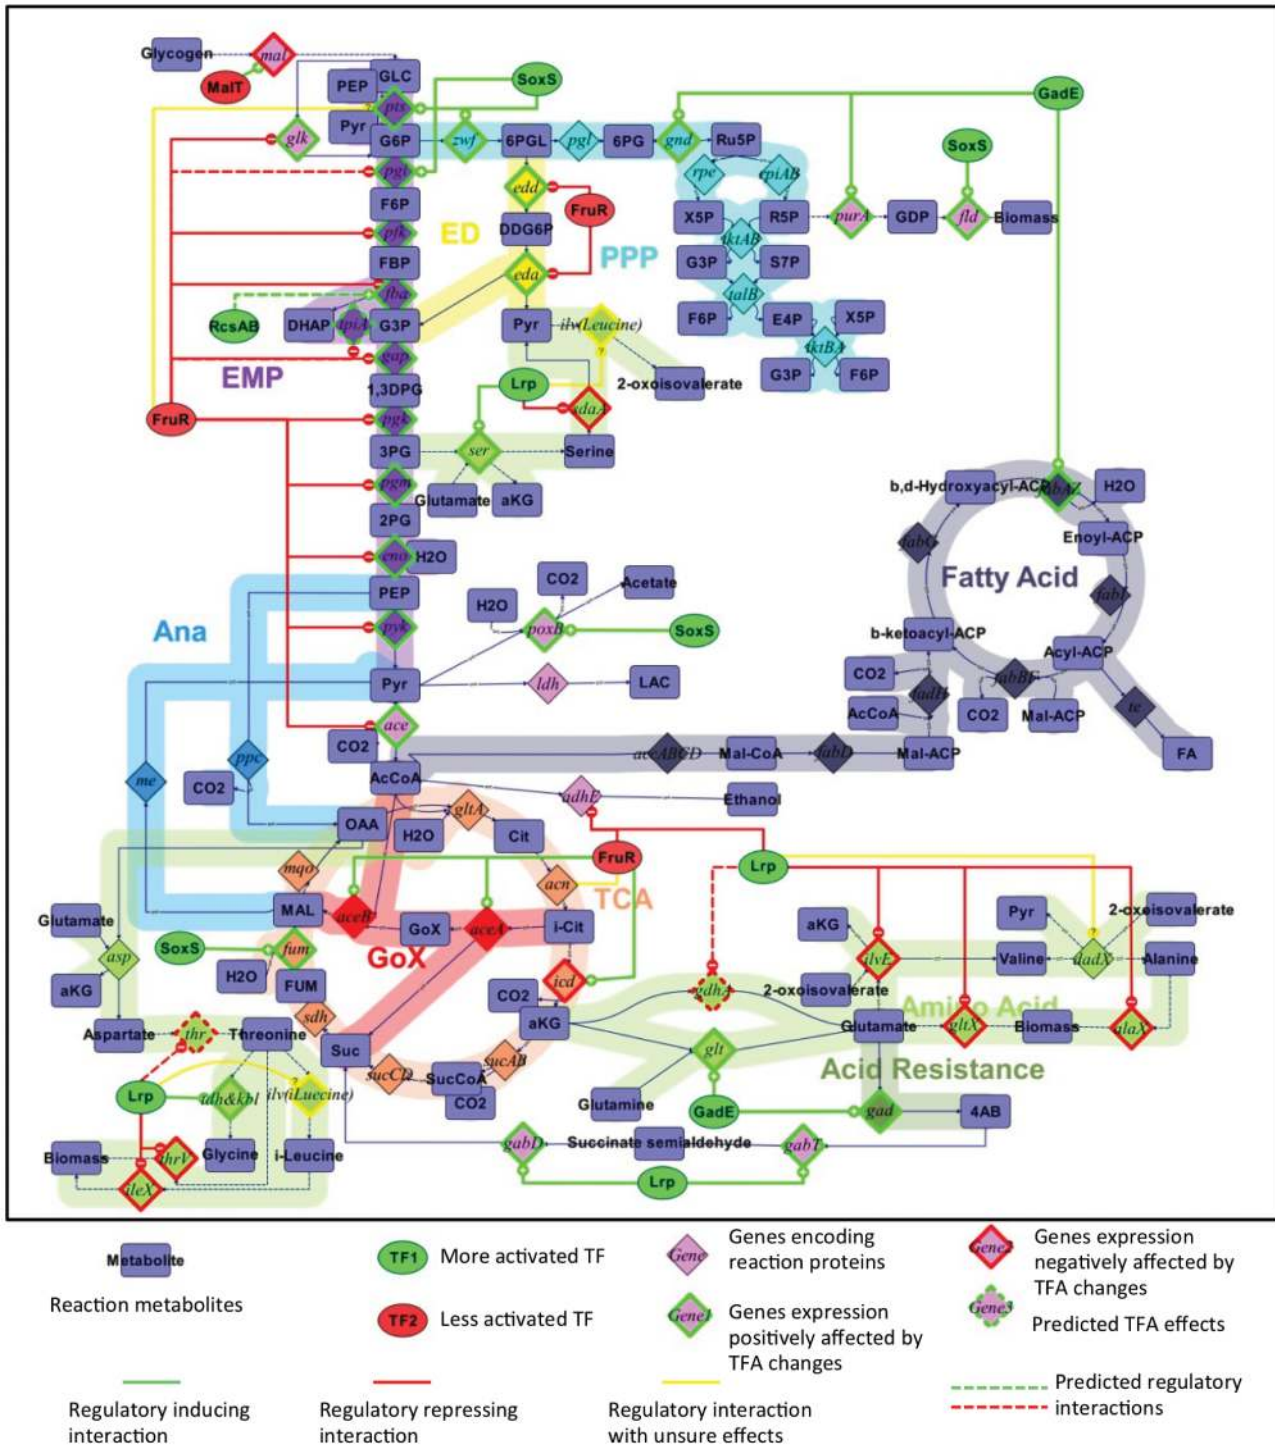 Glycogen
mal
GLC
PEP
SoxS
MalT
GadE
pts
Pyr
glk
G6P
zwf
6PGL
pgl
6PG
gnd
Ru5P
SoxS
pgi
edd
rpe
rpiAB
F6P
FruR
X5P
R5P
purA
GDP
fld
Biomass
pfk
ED
DDG6P
tktAB
PPP
FBP
eda
G3P
S7P
fba
talB
RcsAB
DHAP
tpiA
G3P
Pyr
ilv(Leucine)
F6P
E4P
X5P
gap
tktBA
EMP
1,3DPG
Lrp
2-oxoisovalerate
G3P
F6P
FruR
pgk
sdaA
3PG
ser
Serine
b,d-Hydroxyacyl-ACP
fabAZ
H2O
pgm
Glutamate
aKG
2PG
fabG
Enoyl-ACP
eno
H2O
CO2
Acetate
Fatty Acid
PEP
H2O
fabI
Ana
pyk
poxB
SoxS
b-ketoacyl-ACP
Acyl-ACP
Pyr
ldh
LAC
CO2
fabBF
fadH
AcCoA
CO2
Mal-ACP
te
ace
CO2
accABCD
Mal-CoA
fabD
Mal-ACP
FA
me
ppc
AcCoA
CO2
adhE
Ethanol
gltA
OAA
H2O
Cit
mqo
FruR
Lrp
acn
TCA
MAL
aceB
GoX
aceA
i-Cit
aKG
Pyr
2-oxoisovalerate
Glutamate
SoxS
fum
GoX
asp
ilvE
Valine
dadX
Alanine
H2O
FUM
icd
aKG
CO2
gdhA
2-oxoisovalerate
Amino Acid
sdh
aKG
Glutamate
gltX
Biomass
alaX
Aspartate
thr
Threonine
Suc
sucAB
glt
sucCD
SucCoA
Acid Resistance
Lrp
tdh&kbl
ilv(iLuecine)
CO2
Glutamine
GadE
gad
4AB
gabD
Succinate semialdehyde
gabT
Biomass
thrV
Glycine
i-Leucine
ileX
Lrp
Metabolite
Reaction metabolites
TF1
More activated TF
TF2
Less activated TF
Gene
Genes encoding
reaction proteins
Gene1
Genes expression
positively affected by
TFA changes
Gene2
Genes expression
negatively affected by
TFA changes
Gene3
Predicted TFA effects
Regulatory inducing
interaction
Regulatory repressing
interaction
Regulatory interaction
with unsure effects
Predicted regulatory
interactions